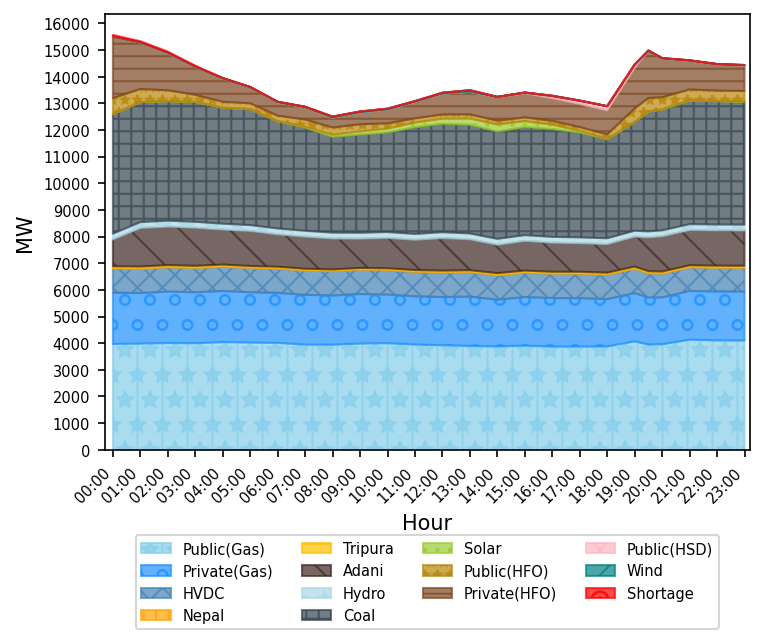 16000
15000
14000
13000
12000
11000
10000
9000
8000
7000
6000
5000
4000
3000
2000
1000
0
MW
00:00 01:00 02:00 03:00 04:00 05:00 06:00 07:00 08:00 09:00 10:00 11:00 12:00 13:00 14:00 15:00 16:00 17:00 18:00 19:00 20:00 21:00 22:00 23:00
Hour
Public(Gas) Tripura Solar Public(HSD)
Private(Gas) Adani Public(HFO) Wind
HVDC Hydro Private(HFO) Shortage
Nepal Coal